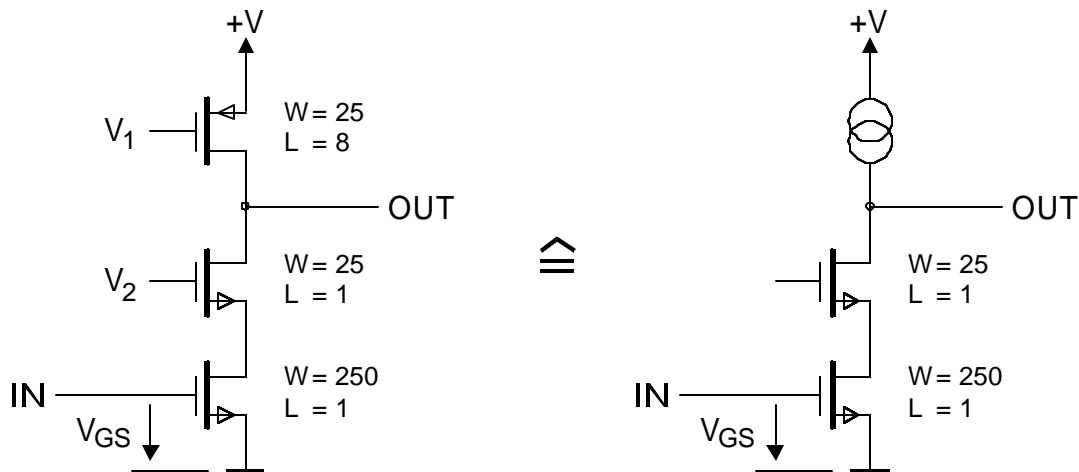 +V
V1
W = 25
L = 8
OUT
V2
W = 25
L = 1
IN
W = 250
L = 1
VGS
≙
+V
OUT
W = 25
L = 1
IN
W = 250
L = 1
VGS